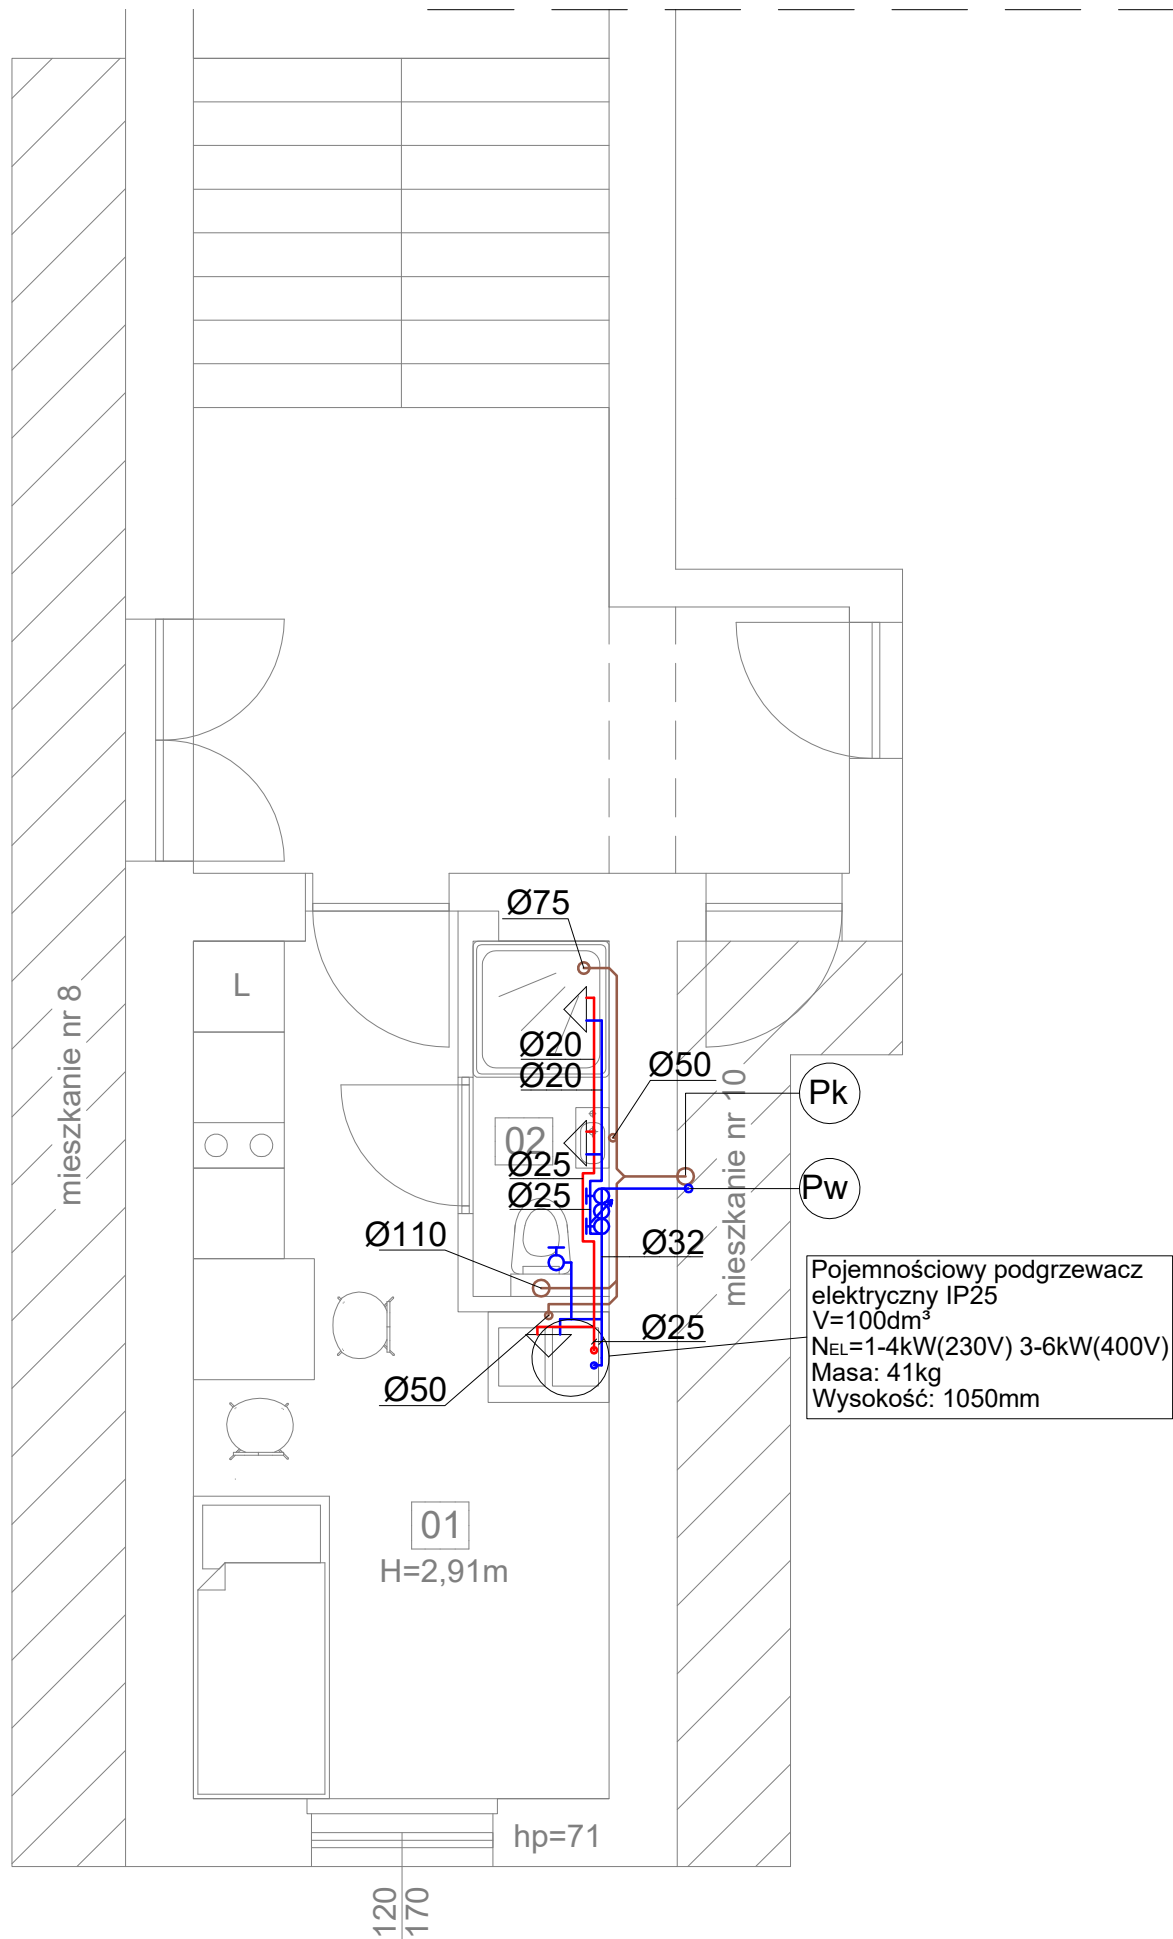 Ø75
L
mieszkanie nr 8
Ø20
Ø50
Ø20
mieszkanie nr 10
Pk
02
Ø25
Pw
Ø25
Ø110
Ø32
Pojemnościowy podgrzewacz
elektryczny IP25
V=100dm³
NEL=1-4kW(230V) 3-6kW(400V)
Masa: 41kg
Wysokość: 1050mm
Ø25
Ø50
01
H=2,91m
hp=71
120
170